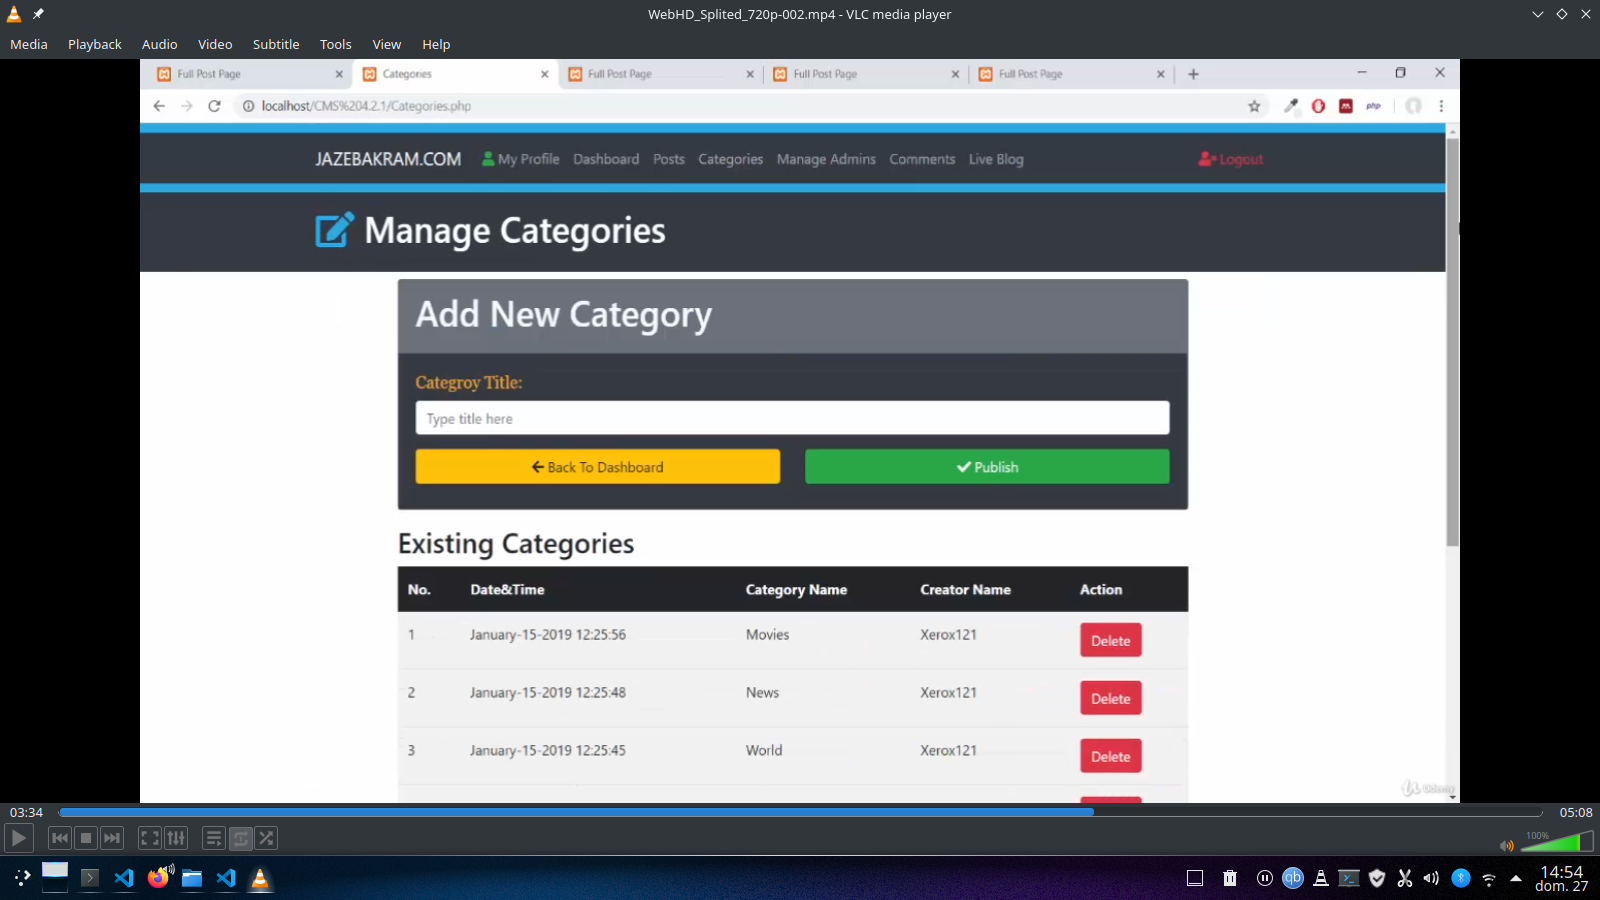 WebHD_Splited_720p-002.mp4 - VLC media player
Media Playback Audio Video Subtitle Tools View Help
Full Post Page Categories Full Post Page Full Post Page Full Post Page
localhost/CMS%204.2.1/Categories.php
php
JAZEBAKRAM.COM My Profile Dashboard Posts Categories Manage Admins Comments Live Blog Logout
Manage Categories
Add New Category
Categroy Title:
Type title here
Back To Dashboard Publish
Existing Categories
No. Date&Time Category Name Creator Name Action
1 January-15-2019 12:25:56 Movies Xerox121 Delete
2 January-15-2019 12:25:48 News Xerox121 Delete
3 January-15-2019 12:25:45 World Xerox121 Delete
Udemy
03:34 05:08
100%
qb
14:54
dom. 27